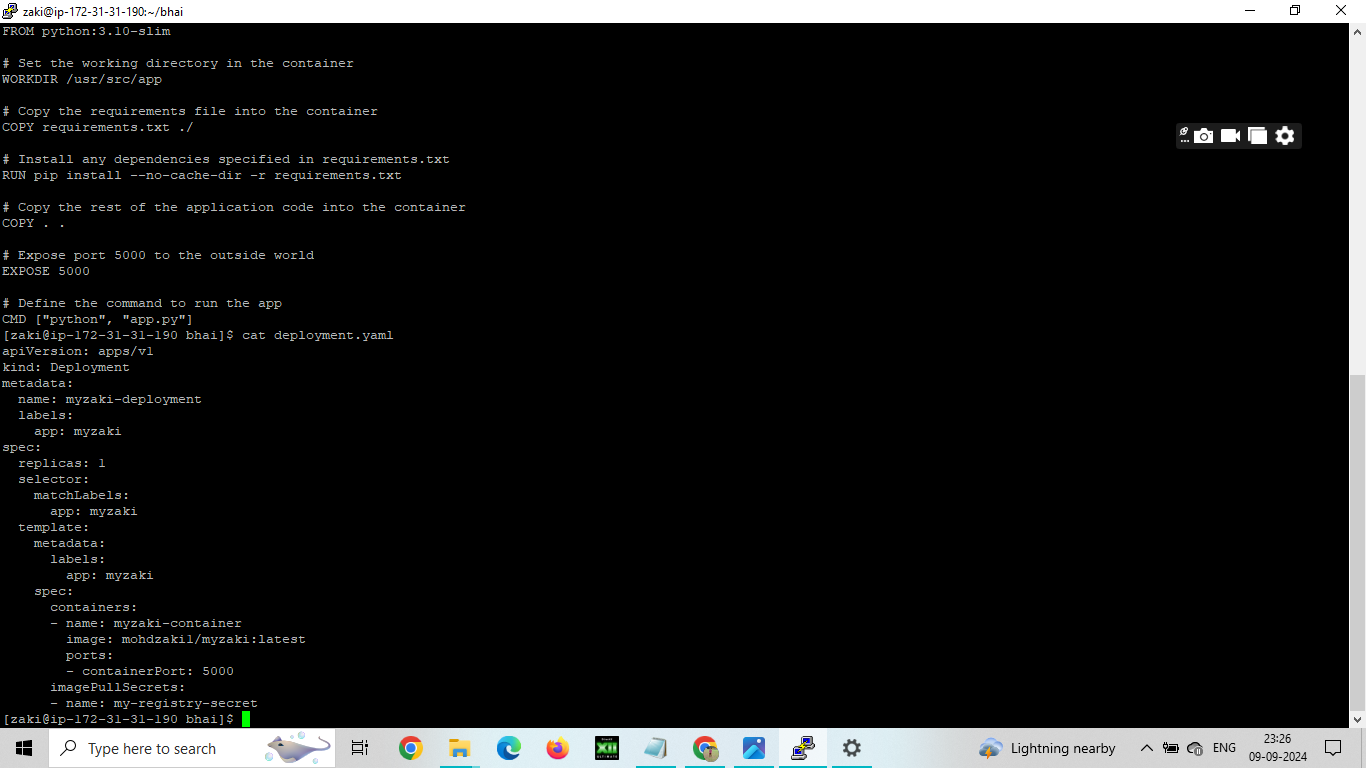 zaki@ip-172-31-31-190:~/bhai
FROM python:3.10-slim
# Set the working directory in the container
WORKDIR /usr/src/app
# Copy the requirements file into the container
COPY requirements.txt ./
# Install any dependencies specified in requirements.txt
RUN pip install --no-cache-dir -r requirements.txt
# Copy the rest of the application code into the container
COPY . .
# Expose port 5000 to the outside world
EXPOSE 5000
# Define the command to run the app
CMD ["python", "app.py"]
[zaki@ip-172-31-31-190 bhai]$ cat deployment.yaml
apiVersion: apps/v1
kind: Deployment
metadata:
  name: myzaki-deployment
  labels:
    app: myzaki
spec:
  replicas: 1
  selector:
    matchLabels:
      app: myzaki
  template:
    metadata:
      labels:
        app: myzaki
    spec:
      containers:
      - name: myzaki-container
        image: mohdzaki1/myzaki:latest
        ports:
        - containerPort: 5000
      imagePullSecrets:
      - name: my-registry-secret
[zaki@ip-172-31-31-190 bhai]$
Type here to search
XII
Lightning nearby
ENG
23:26
09-09-2024